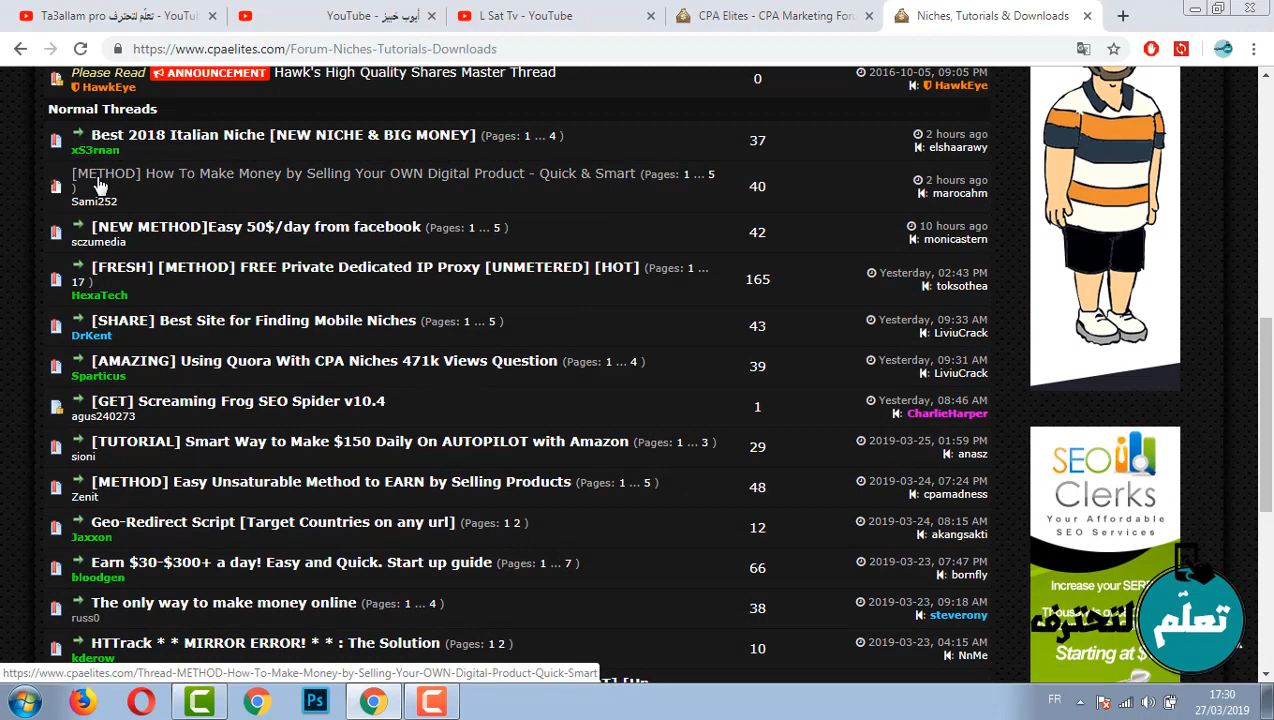 Ta3allam pro تعلّم لتحترف - YouTu
YouTube - أيوب خبيز
L Sat Tv - YouTube
CPA Elites - CPA Marketing Foru
Niches, Tutorials & Downloads
https://www.cpaelites.com/Forum-Niches-Tutorials-Downloads
Please Read ANNOUNCEMENT Hawk's High Quality Shares Master Thread
HawkEye
0
2016-10-05, 09:05 PM
HawkEye
Normal Threads
Best 2018 Italian Niche [NEW NICHE & BIG MONEY] (Pages: 1 ... 4 )
xS3rnan
37
2 hours ago
elshaarawy
[METHOD] How To Make Money by Selling Your OWN Digital Product - Quick & Smart (Pages: 1 ... 5
)
Sami252
40
2 hours ago
marocahm
[NEW METHOD]Easy 50$/day from facebook (Pages: 1 ... 5 )
sczumedia
42
10 hours ago
monicastern
[FRESH] [METHOD] FREE Private Dedicated IP Proxy [UNMETERED] [HOT] (Pages: 1 ...
17 )
HexaTech
165
Yesterday, 02:43 PM
toksothea
[SHARE] Best Site for Finding Mobile Niches (Pages: 1 ... 5 )
DrKent
43
Yesterday, 09:33 AM
LiviuCrack
[AMAZING] Using Quora With CPA Niches 471k Views Question (Pages: 1 ... 4 )
Sparticus
39
Yesterday, 09:31 AM
LiviuCrack
[GET] Screaming Frog SEO Spider v10.4
agus240273
1
Yesterday, 08:46 AM
CharlieHarper
[TUTORIAL] Smart Way to Make $150 Daily On AUTOPILOT with Amazon (Pages: 1 ... 3 )
sioni
29
2019-03-25, 01:59 PM
anasz
[METHOD] Easy Unsaturable Method to EARN by Selling Products (Pages: 1 ... 5 )
Zenit
48
2019-03-24, 07:24 PM
cpamadness
Geo-Redirect Script [Target Countries on any url] (Pages: 1 2 )
Jaxxon
12
2019-03-24, 08:15 AM
akangsakti
Earn $30-$300+ a day! Easy and Quick. Start up guide (Pages: 1 ... 7 )
bloodgen
66
2019-03-23, 07:47 PM
bornfly
The only way to make money online (Pages: 1 ... 4 )
russ0
38
2019-03-23, 09:18 AM
steverony
HTTrack * * MIRROR ERROR! * * : The Solution (Pages: 1 2 )
kderow
10
2019-03-23, 04:15 AM
NnMe
SEO
Clerks
Your Affordable
SEO Services
Increase your SER
تعلّم لتحترف
Starting at $
https://www.cpaelites.com/Thread-METHOD-How-To-Make-Money-by-Selling-Your-OWN-Digital-Product-Quick-Smart
Ps
FR
17:30
27/03/2019